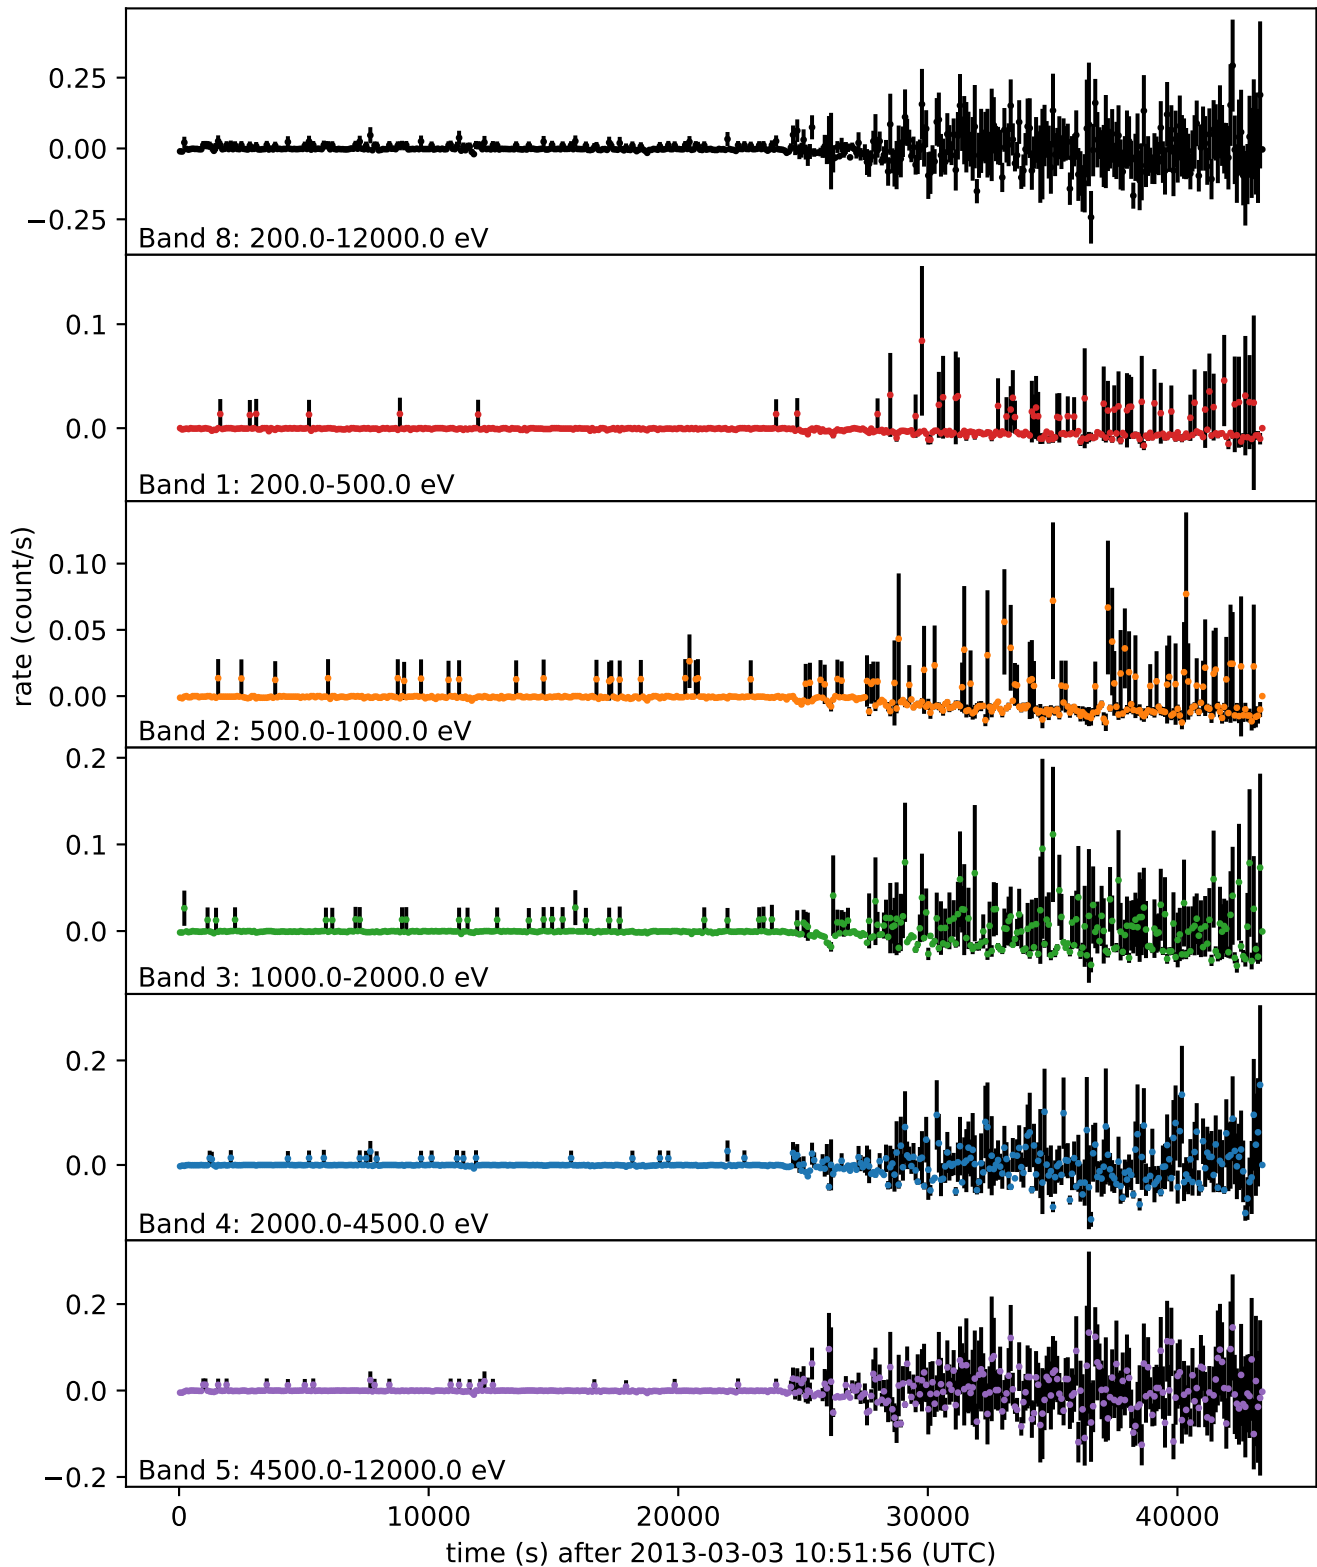 0.25
0.00
−0.25
Band 8: 200.0-12000.0 eV
0.1
0.0
Band 1: 200.0-500.0 eV
rate (count/s)
0.10
0.05
0.00
Band 2: 500.0-1000.0 eV
0.2
0.1
0.0
Band 3: 1000.0-2000.0 eV
0.2
0.0
Band 4: 2000.0-4500.0 eV
0.2
0.0
−0.2
Band 5: 4500.0-12000.0 eV
0 10000 20000 30000 40000
time (s) after 2013-03-03 10:51:56 (UTC)